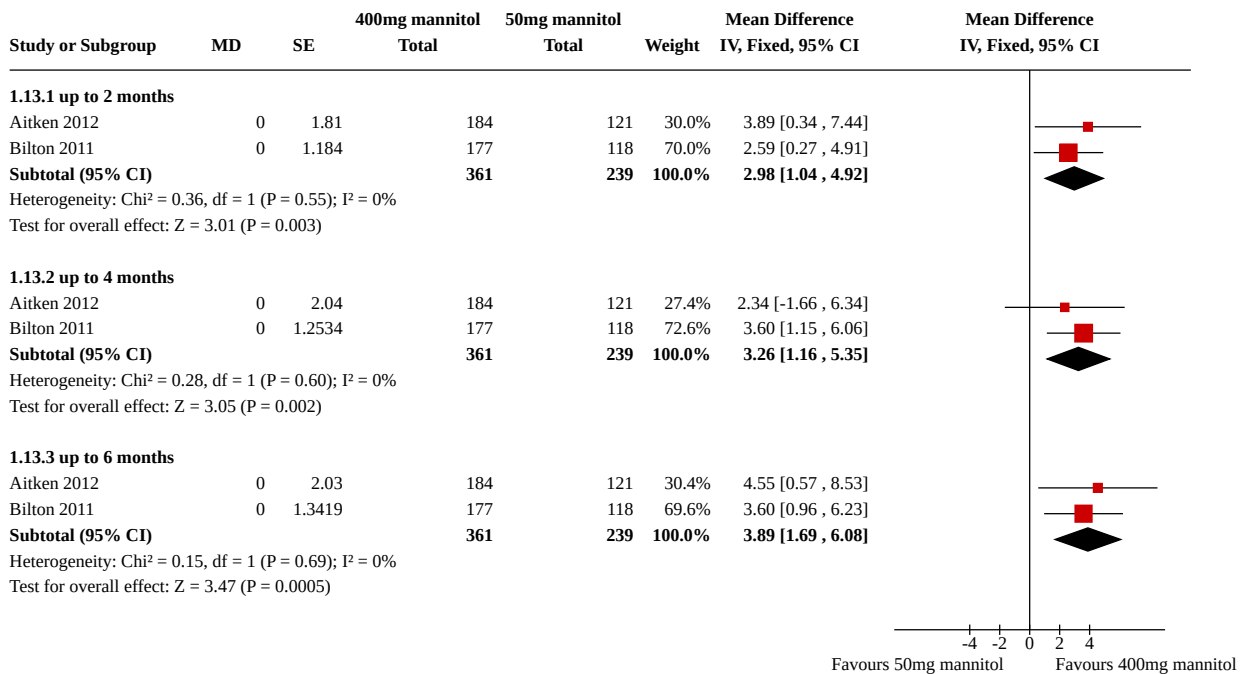 400mg mannitol 50mg mannitol Mean Difference Mean Difference
Study or Subgroup MD SE Total Total Weight IV, Fixed, 95% CI IV, Fixed, 95% CI
1.13.1 up to 2 months
Aitken 2012 0 1.81 184 121 30.0% 3.89 [0.34 , 7.44]
Bilton 2011 0 1.184 177 118 70.0% 2.59 [0.27 , 4.91]
Subtotal (95% CI) 361 239 100.0% 2.98 [1.04 , 4.92]
Heterogeneity: Chi² = 0.36, df = 1 (P = 0.55); I² = 0%
Test for overall effect: Z = 3.01 (P = 0.003)
1.13.2 up to 4 months
Aitken 2012 0 2.04 184 121 27.4% 2.34 [-1.66 , 6.34]
Bilton 2011 0 1.2534 177 118 72.6% 3.60 [1.15 , 6.06]
Subtotal (95% CI) 361 239 100.0% 3.26 [1.16 , 5.35]
Heterogeneity: Chi² = 0.28, df = 1 (P = 0.60); I² = 0%
Test for overall effect: Z = 3.05 (P = 0.002)
1.13.3 up to 6 months
Aitken 2012 0 2.03 184 121 30.4% 4.55 [0.57 , 8.53]
Bilton 2011 0 1.3419 177 118 69.6% 3.60 [0.96 , 6.23]
Subtotal (95% CI) 361 239 100.0% 3.89 [1.69 , 6.08]
Heterogeneity: Chi² = 0.15, df = 1 (P = 0.69); I² = 0%
Test for overall effect: Z = 3.47 (P = 0.0005)
-4 -2 0 2 4
Favours 50mg mannitol Favours 400mg mannitol